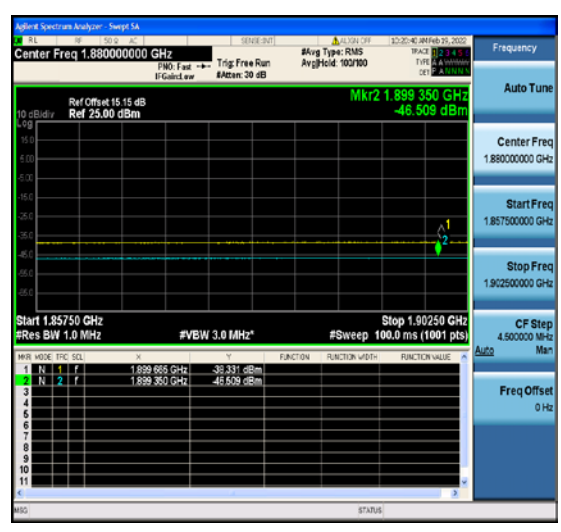 Agilent Spectrum Analyzer - Swept SA
RL RF 50 Ω AC SENSE:INT ALIGN OFF 10:20:40 AM Feb 19, 2022
Center Freq 1.880000000 GHz
PNO: Fast
IFGain:Low
Trig: Free Run
#Atten: 30 dB
#Avg Type: RMS
Avg|Hold: 100/100
TRACE 1 2 3 4 5
TYPE
DET
Ref Offset 15.15 dB
Ref 25.00 dBm
10 dB/div
Log
Mkr2 1.899 350 GHz
-46.509 dBm
15.0
5.00
-5.00
-15.0
-25.0
-35.0
-45.0
-55.0
-65.0
1
2
Start 1.85750 GHz
Stop 1.90250 GHz
#Res BW 1.0 MHz
#VBW 3.0 MHz*
#Sweep 100.0 ms (1001 pts)
MKR MODE TRC SCL X Y FUNCTION FUNCTION WIDTH FUNCTION VALUE
1 N 1 f 1.899 665 GHz -38.331 dBm
2 N 2 f 1.899 350 GHz -46.509 dBm
3
4
5
6
7
8
9
10
11
MSG
STATUS
Frequency
Auto Tune
Center Freq
1.880000000 GHz
Start Freq
1.857500000 GHz
Stop Freq
1.902500000 GHz
CF Step
4.500000 MHz
Auto Man
Freq Offset
0 Hz